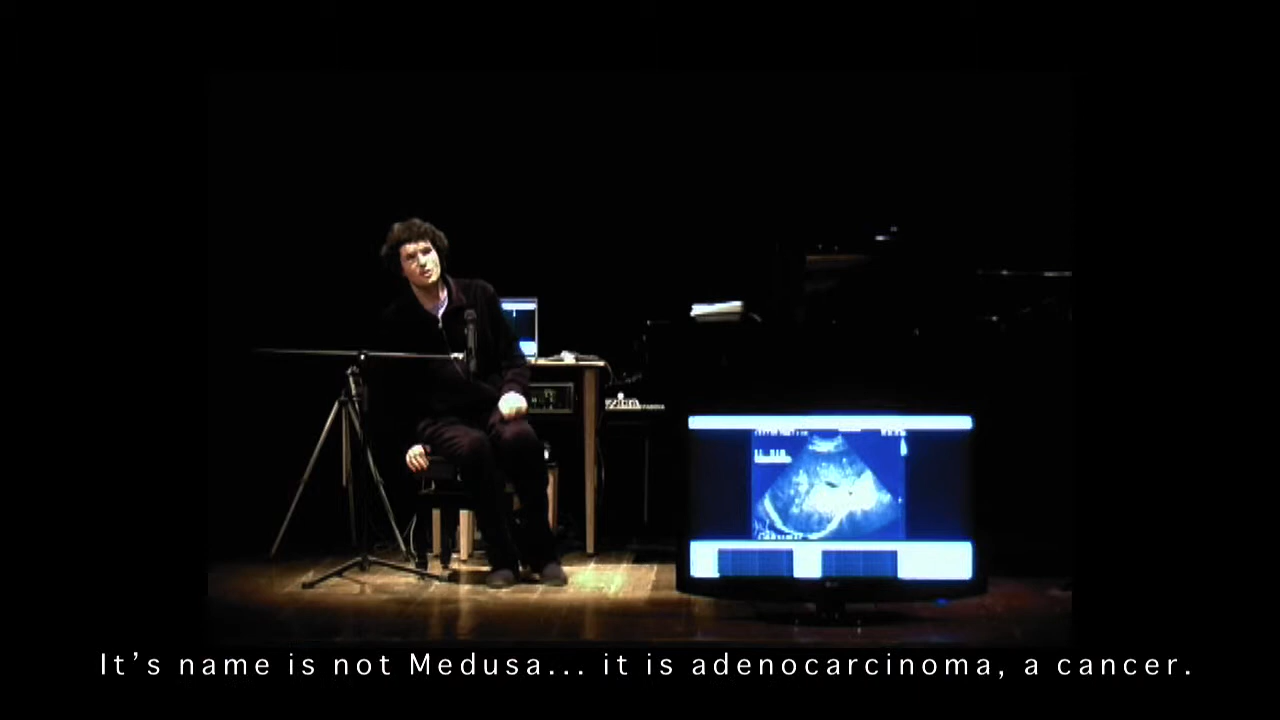 It's name is not Medusa... it is adenocarcinoma, a cancer.